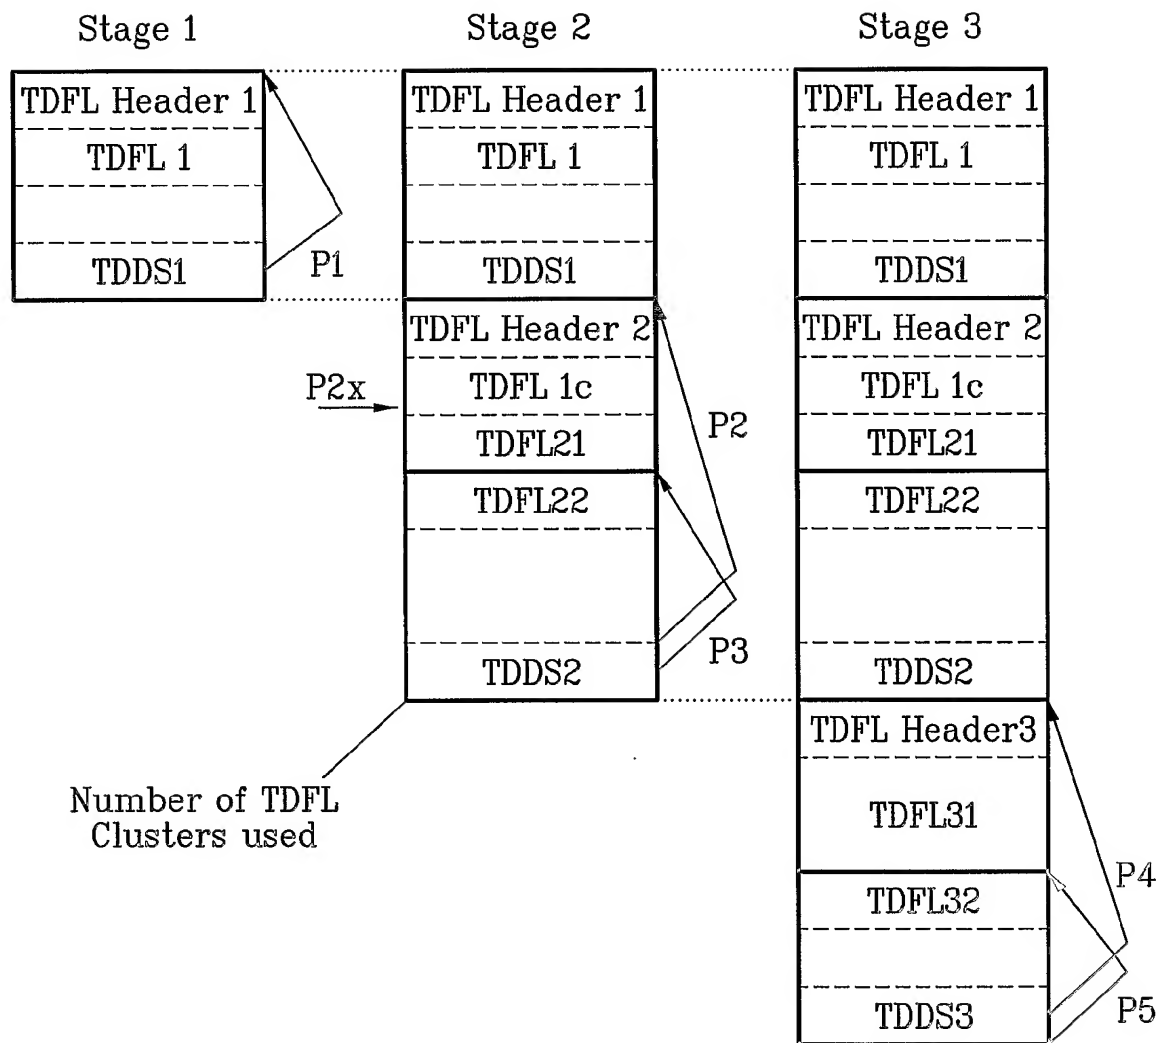 Stage 1
TDFL Header 1
TDFL 1
TDDS1
P1
Stage 2
TDFL Header 1
TDFL 1
TDDS1
TDFL Header 2
P2x
TDFL 1c
TDFL21
P2
TDFL22
P3
TDDS2
Number of TDFL
Clusters used
Stage 3
TDFL Header 1
TDFL 1
TDDS1
TDFL Header 2
TDFL 1c
TDFL21
TDFL22
TDDS2
TDFL Header3
TDFL31
P4
TDFL32
TDDS3
P5